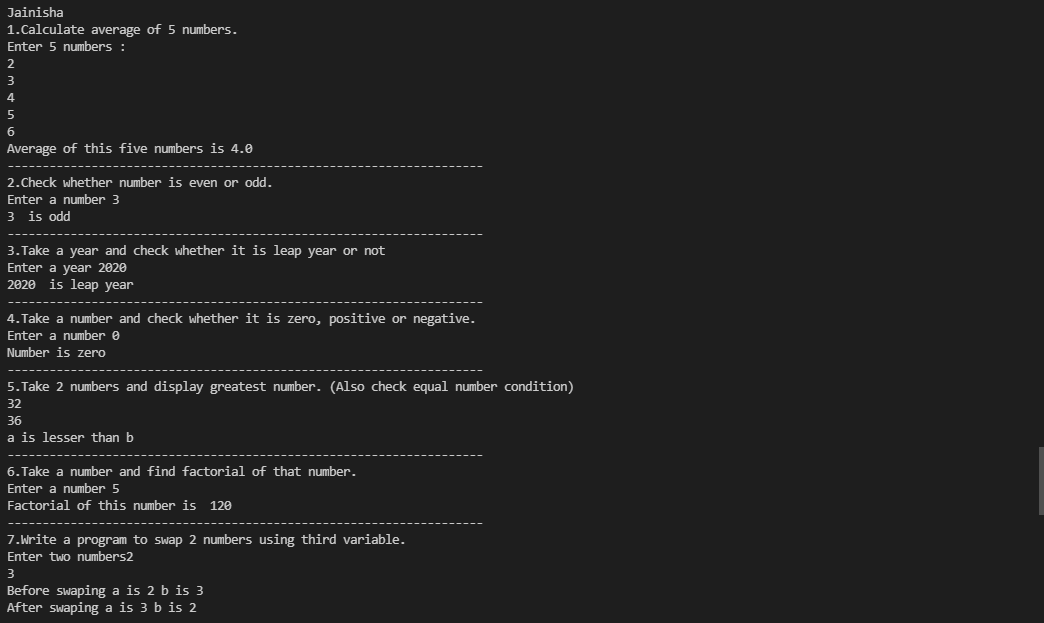 Jainisha
1.Calculate average of 5 numbers.
Enter 5 numbers :
2
3
4
5
6
Average of this five numbers is 4.0
--------------------------------------------------------------------
2.Check whether number is even or odd.
Enter a number 3
3  is odd
--------------------------------------------------------------------
3.Take a year and check whether it is leap year or not
Enter a year 2020
2020  is leap year
--------------------------------------------------------------------
4.Take a number and check whether it is zero, positive or negative.
Enter a number 0
Number is zero
--------------------------------------------------------------------
5.Take 2 numbers and display greatest number. (Also check equal number condition)
32
36
a is lesser than b
--------------------------------------------------------------------
6.Take a number and find factorial of that number.
Enter a number 5
Factorial of this number is  120
--------------------------------------------------------------------
7.Write a program to swap 2 numbers using third variable.
Enter two numbers2
3
Before swaping a is 2 b is 3
After swaping a is 3 b is 2